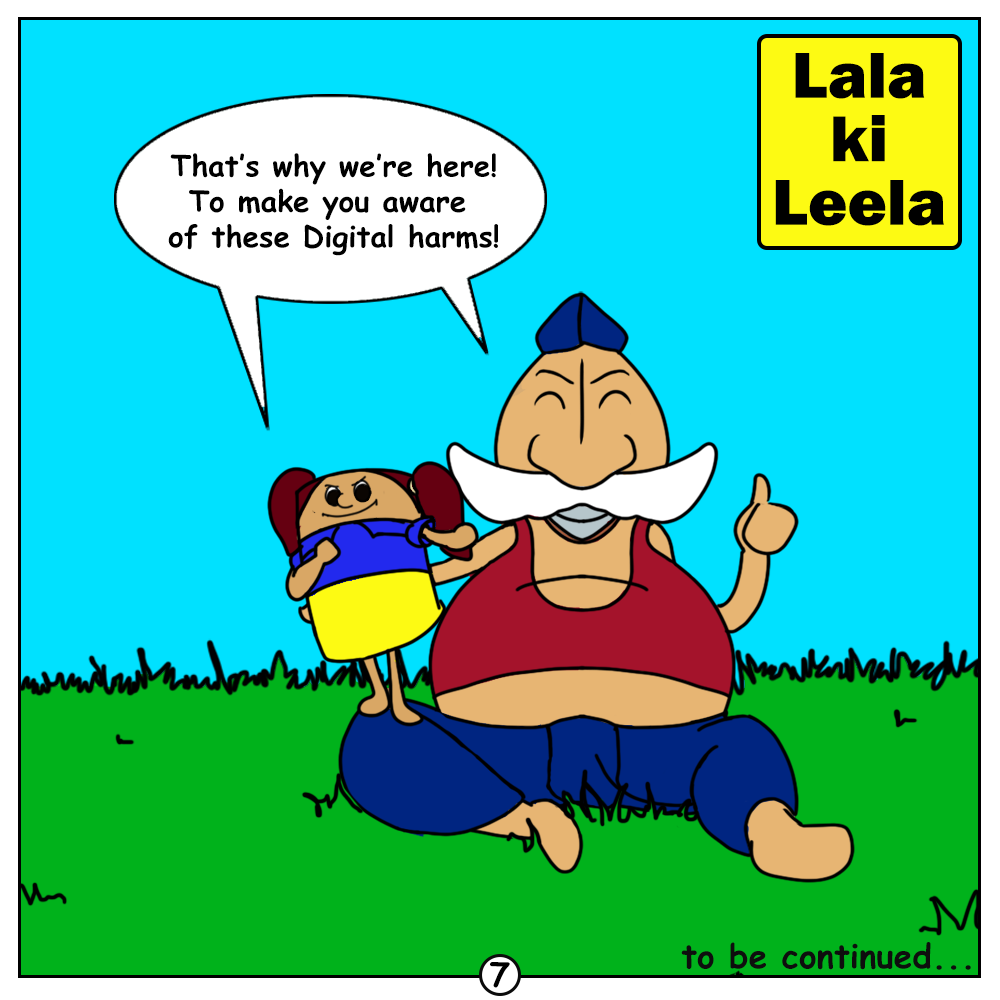 Lala
ki
Leela
That's why we're here!
To make you aware
of these Digital harms!
to be continued...
7